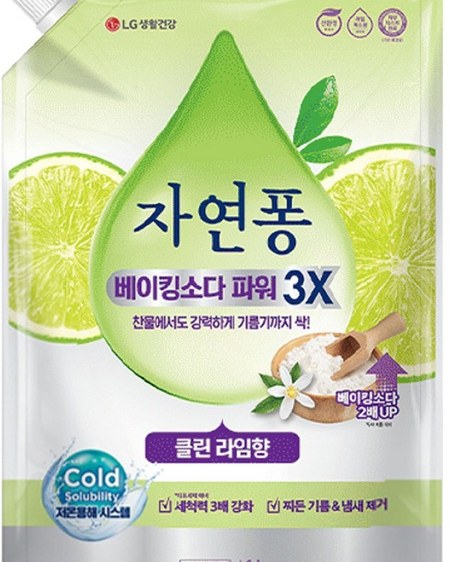 LG 생활건강
자연퐁
베이킹소다 파워 3X
찬물에서도 강력하게 기름기까지 싹!
베이킹소다
2배 UP
클린 라임향
Cold
Solubility
저온용해 시스템
세척력 3배 강화
찌든 기름 & 냄새 제거